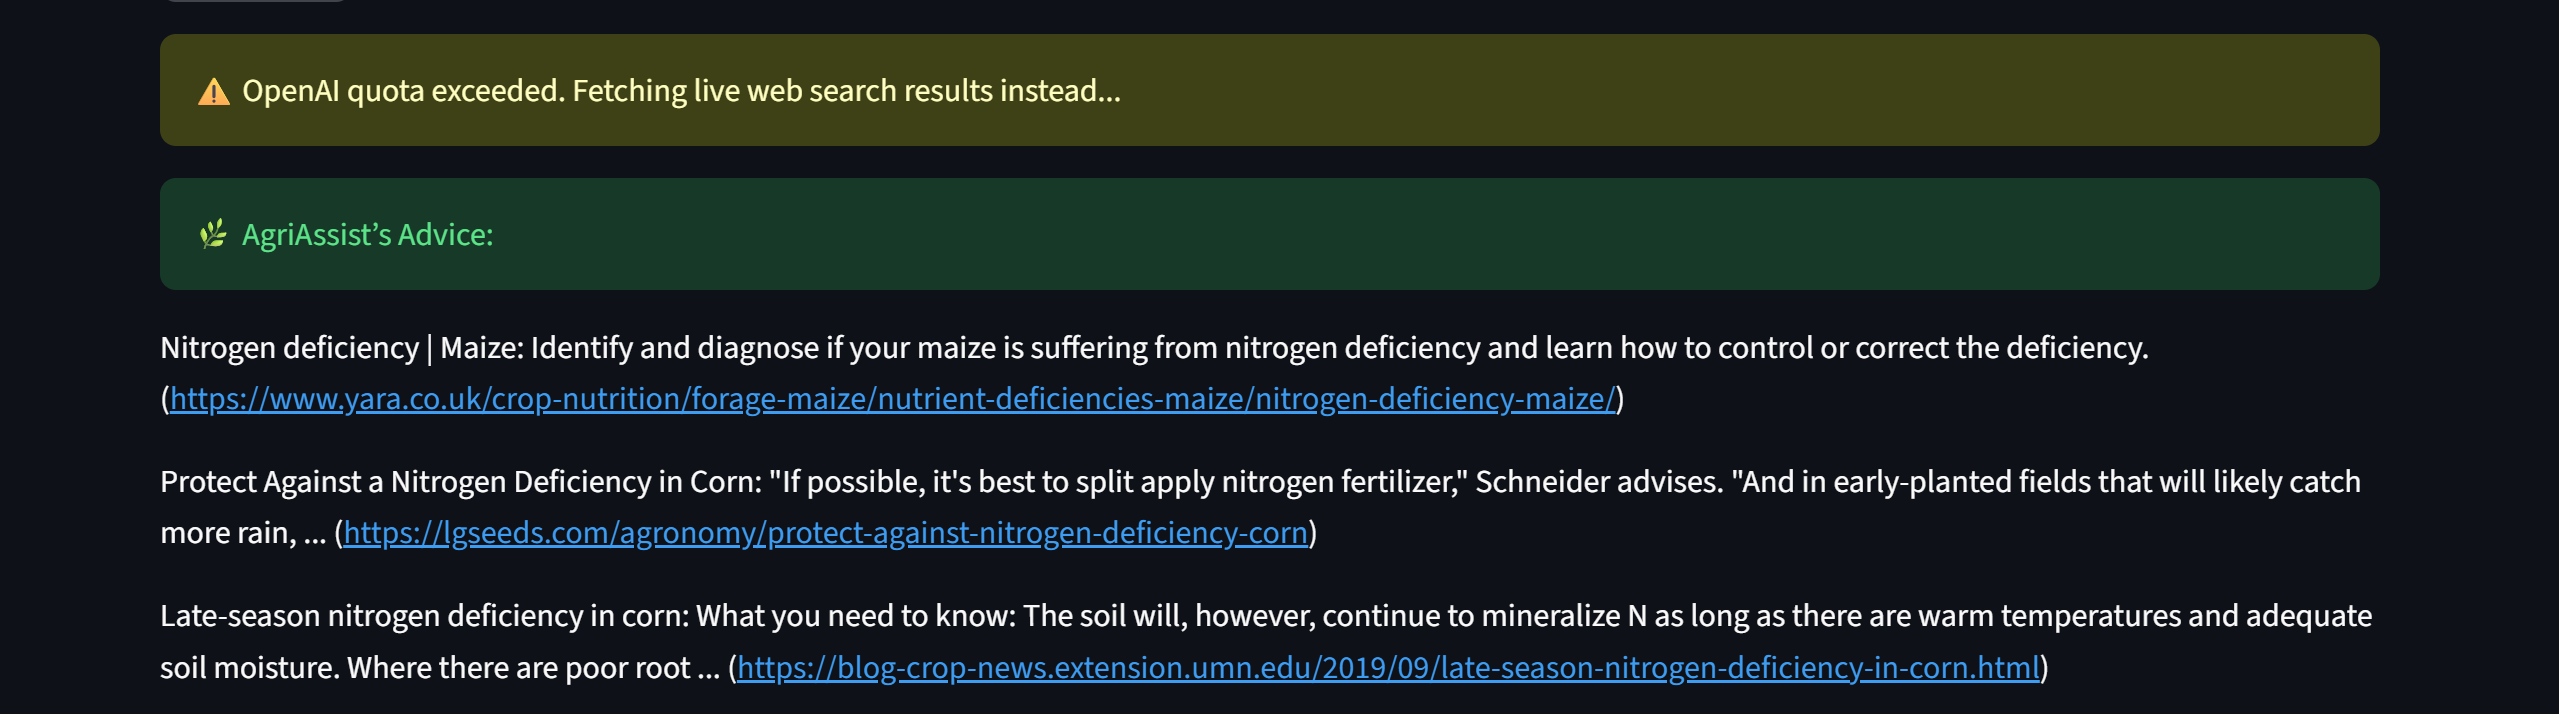 ⚠️ OpenAI quota exceeded. Fetching live web search results instead...
🌿 AgriAssist’s Advice:
Nitrogen deficiency | Maize: Identify and diagnose if your maize is suffering from nitrogen deficiency and learn how to control or correct the deficiency.
(https://www.yara.co.uk/crop-nutrition/forage-maize/nutrient-deficiencies-maize/nitrogen-deficiency-maize/)
Protect Against a Nitrogen Deficiency in Corn: "If possible, it's best to split apply nitrogen fertilizer," Schneider advises. "And in early-planted fields that will likely catch
more rain, ... (https://lgseeds.com/agronomy/protect-against-nitrogen-deficiency-corn)
Late-season nitrogen deficiency in corn: What you need to know: The soil will, however, continue to mineralize N as long as there are warm temperatures and adequate
soil moisture. Where there are poor root ... (https://blog-crop-news.extension.umn.edu/2019/09/late-season-nitrogen-deficiency-in-corn.html)